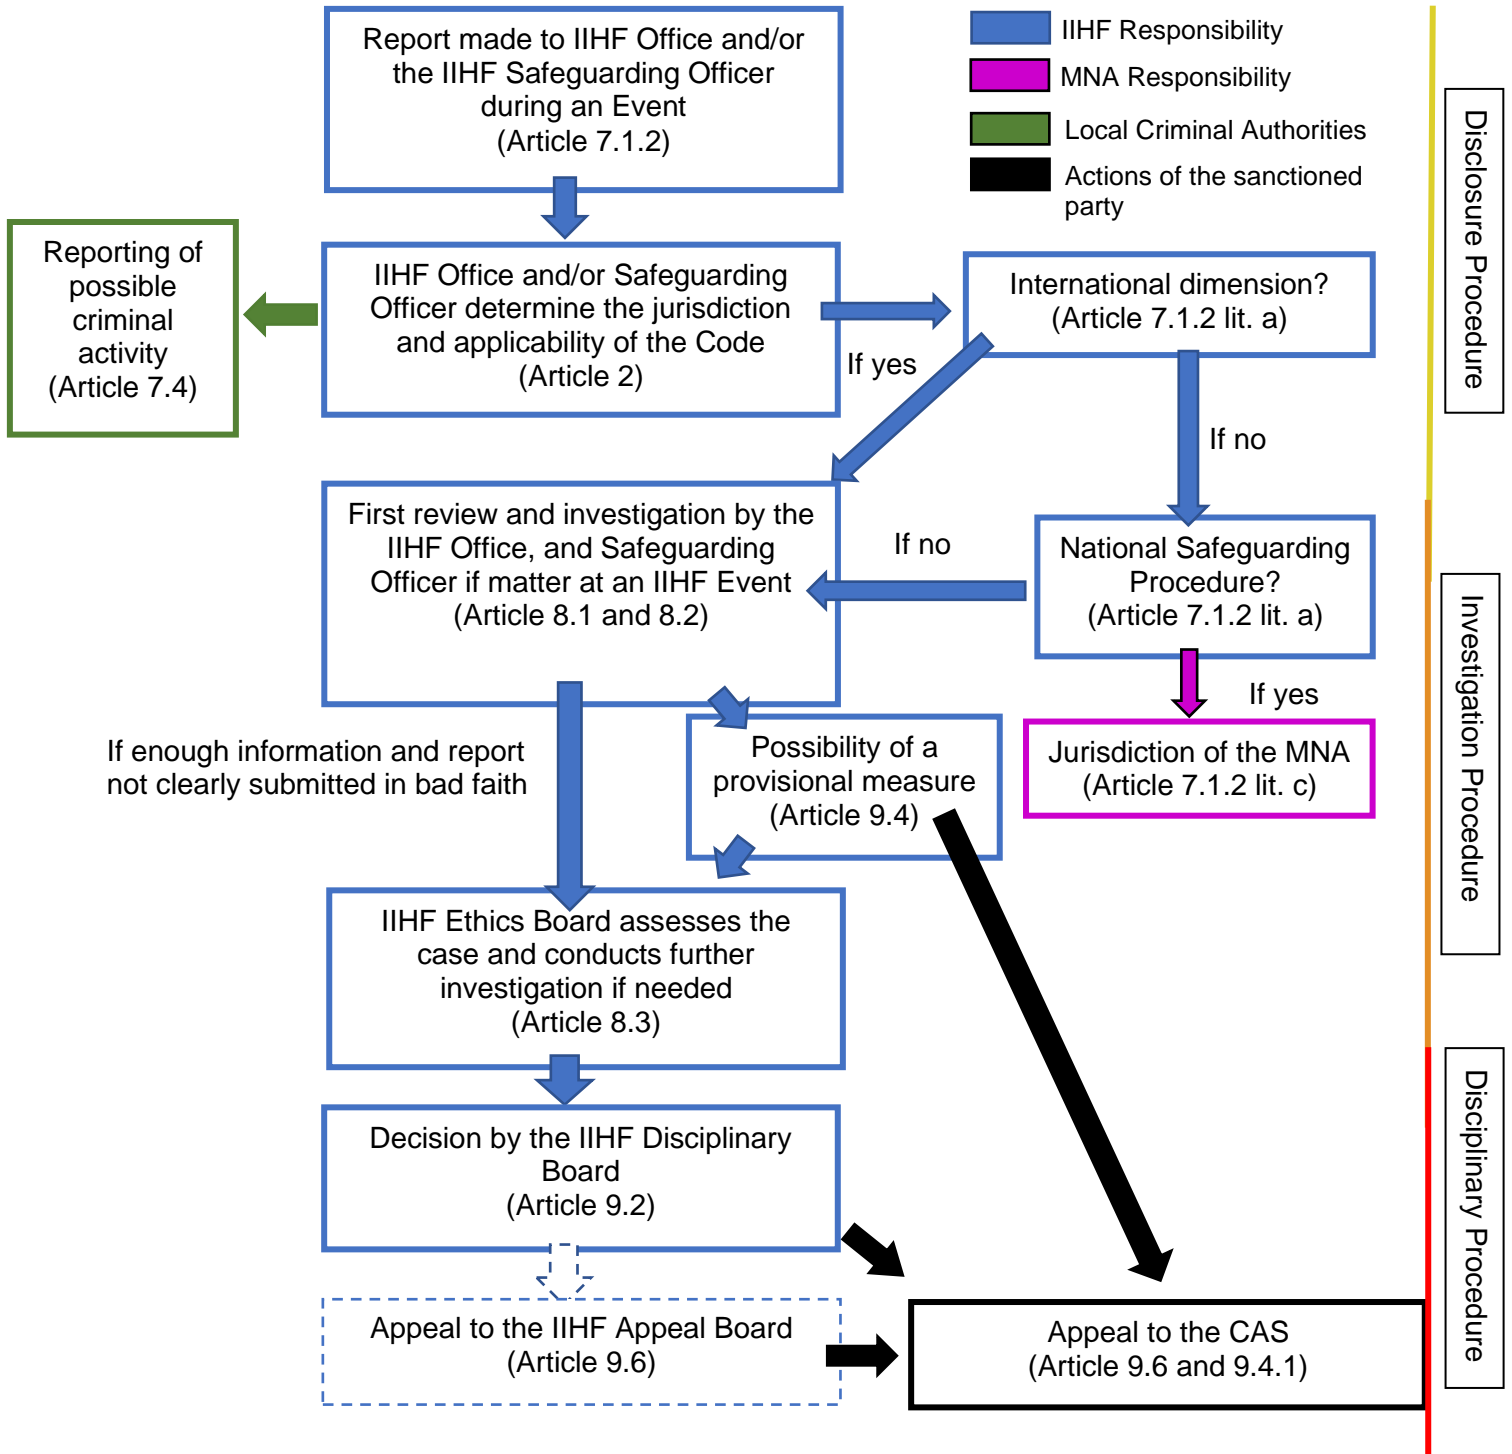 Report made to IIHF Office and/or
the IIHF Safeguarding Officer
during an Event
(Article 7.1.2)
IIHF Responsibility
MNA Responsibility
Local Criminal Authorities
Actions of the sanctioned
party
Disclosure Procedure
Reporting of
possible
criminal
activity
(Article 7.4)
IIHF Office and/or Safeguarding
Officer determine the jurisdiction
and applicability of the Code
(Article 2)
International dimension?
(Article 7.1.2 lit. a)
If yes
If no
First review and investigation by the
IIHF Office, and Safeguarding
Officer if matter at an IIHF Event
(Article 8.1 and 8.2)
If no
National Safeguarding
Procedure?
(Article 7.1.2 lit. a)
Investigation Procedure
If yes
If enough information and report
not clearly submitted in bad faith
Possibility of a
provisional measure
(Article 9.4)
Jurisdiction of the MNA
(Article 7.1.2 lit. c)
IIHF Ethics Board assesses the
case and conducts further
investigation if needed
(Article 8.3)
Decision by the IIHF Disciplinary
Board
(Article 9.2)
Disciplinary Procedure
Appeal to the IIHF Appeal Board
(Article 9.6)
Appeal to the CAS
(Article 9.6 and 9.4.1)